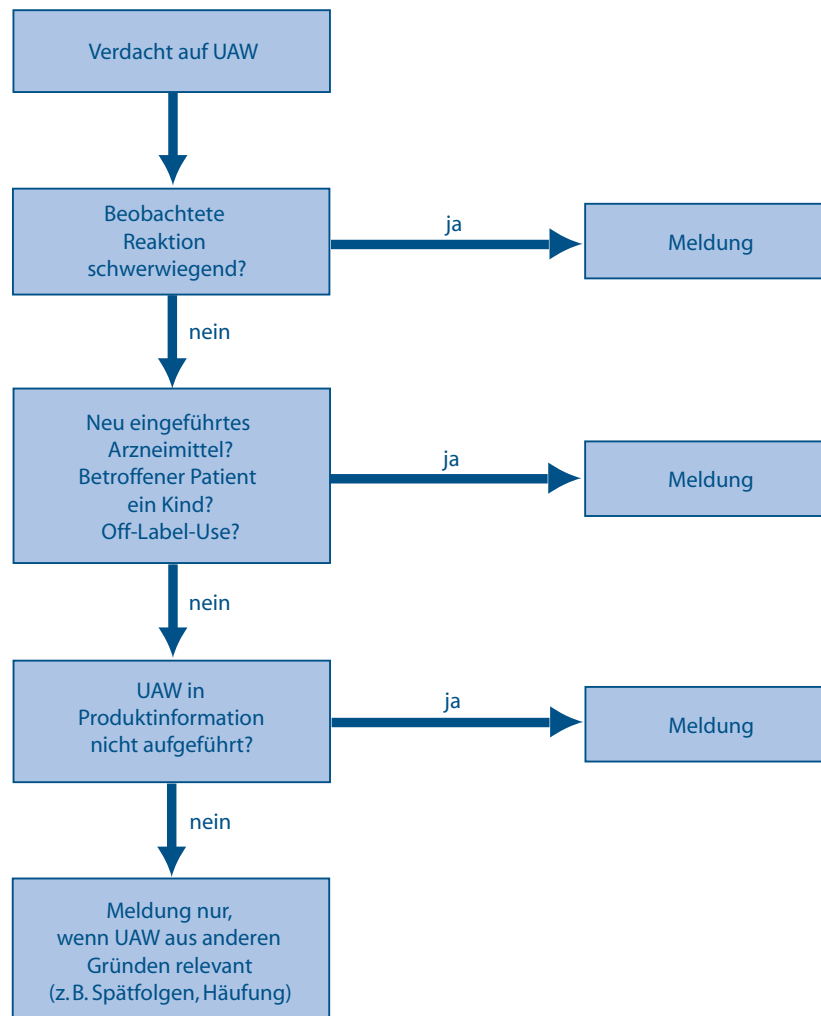 Verdacht auf UAW
Beobachtete
Reaktion
schwerwiegend?
ja
Meldung
nein
Neu eingeführtes
Arzneimittel?
Betroffener Patient
ein Kind?
Off-Label-Use?
ja
Meldung
nein
UAW in
Produktinformation
nicht aufgeführt?
ja
Meldung
nein
Meldung nur,
wenn UAW aus anderen
Gründen relevant
(z. B. Spätfolgen, Häufung)